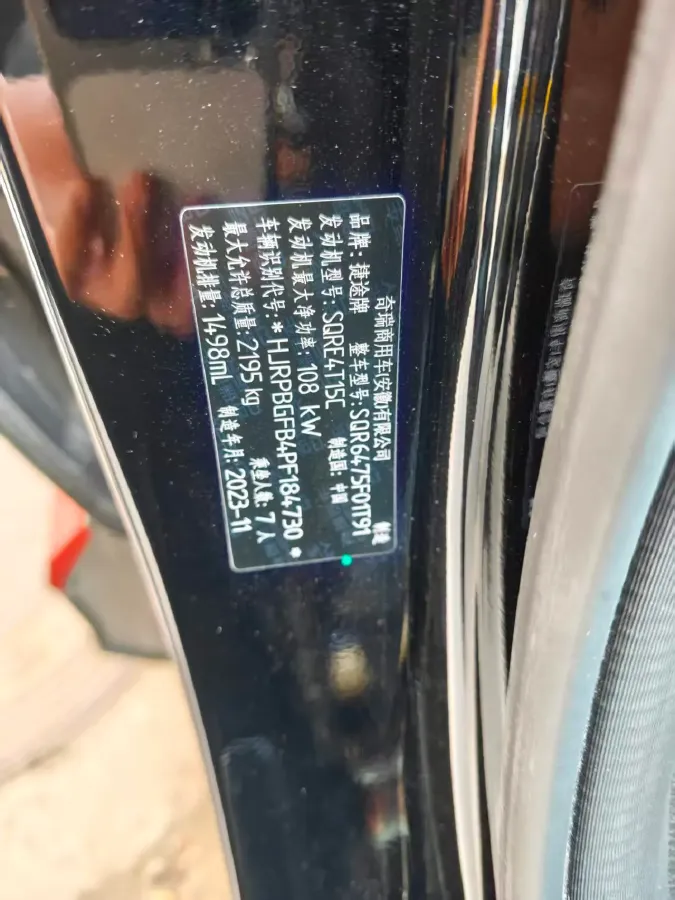 奇瑞商用车(安徽)有限公司 制造
品牌: 捷途牌 整车型号: SQR6475F01T91
发动机型号: SQRE4T15C 制造国: 中国
发动机最大净功率: 108 kW
车辆识别代号: *HJRPBGFB4PF184730*
最大允许总质量: 2195 kg 乘坐人数: 7人
发动机排量: 1498mL 制造年月: 2023-11